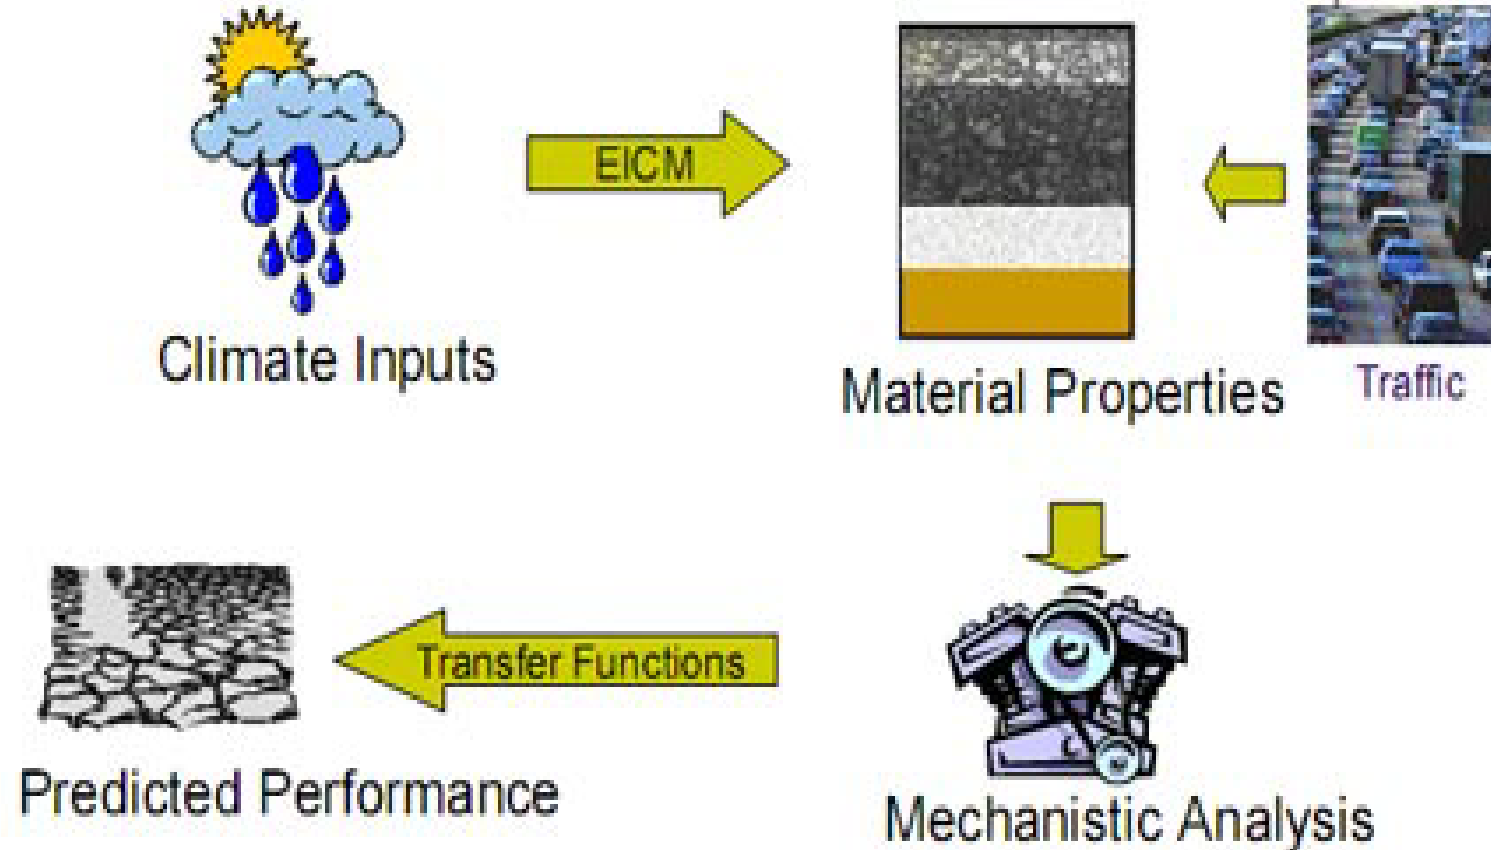 EICM
Climate Inputs
Material Properties
Traffic
Transfer Functions
Predicted Performance
Mechanistic Analysis